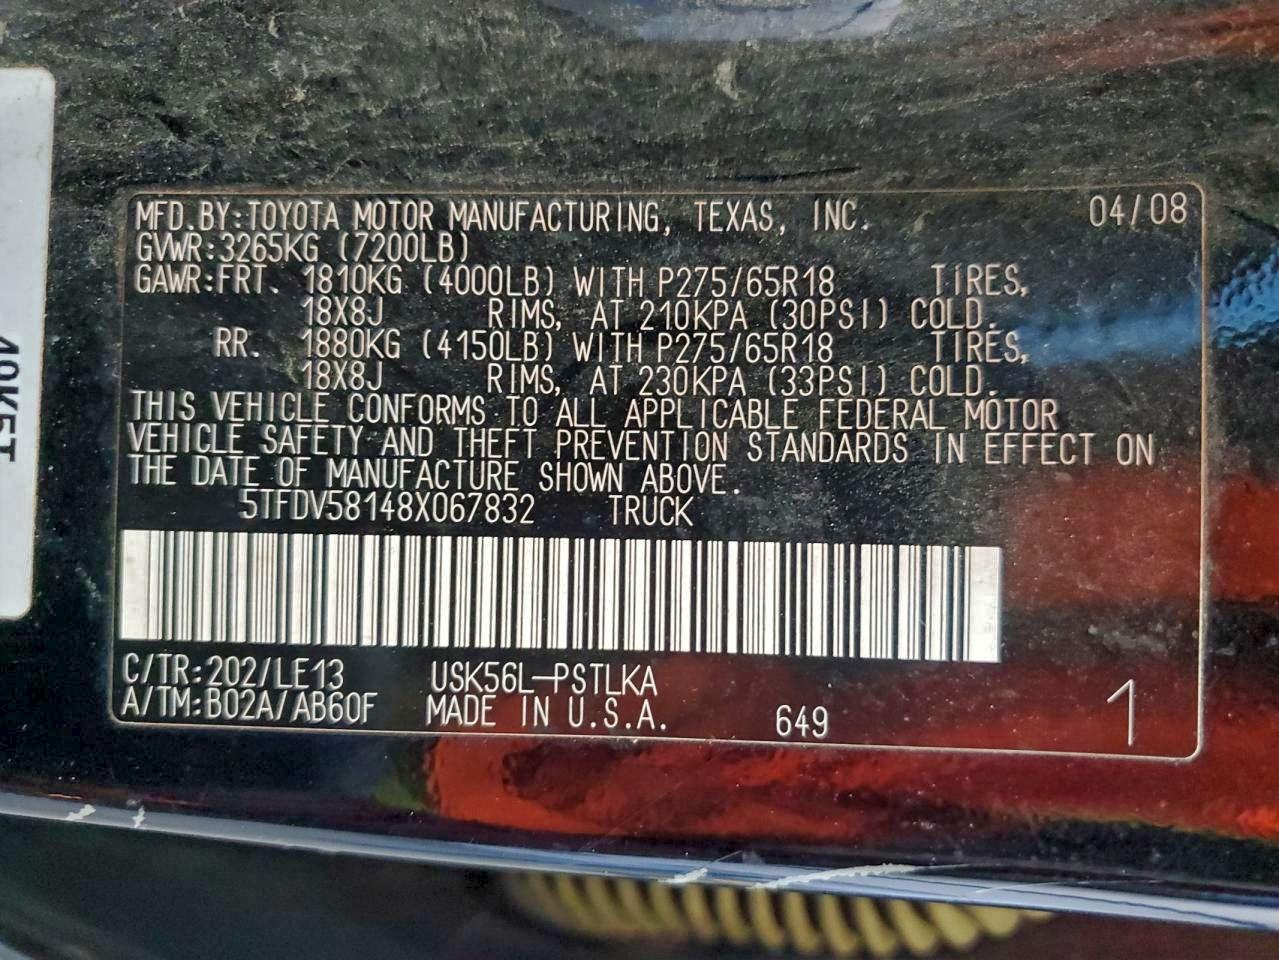 MFD.BY:TOYOTA MOTOR MANUFACTURING, TEXAS, INC. 04/08
GVWR:3265KG (7200LB)
GAWR:FRT. 1810KG (4000LB) WITH P275/65R18 TIRES,
18X8J RIMS, AT 210KPA (30PSI) COLD.
RR. 1880KG (4150LB) WITH P275/65R18 TIRES,
18X8J RIMS, AT 230KPA (33PSI) COLD.
THIS VEHICLE CONFORMS TO ALL APPLICABLE FEDERAL MOTOR
VEHICLE SAFETY AND THEFT PREVENTION STANDARDS IN EFFECT ON
THE DATE OF MANUFACTURE SHOWN ABOVE.
5TFDV58148X067832 TRUCK
C/TR:202/LE13 USK56L-PSTLKA
A/TM:B02A/AB60F MADE IN U.S.A. 649 1